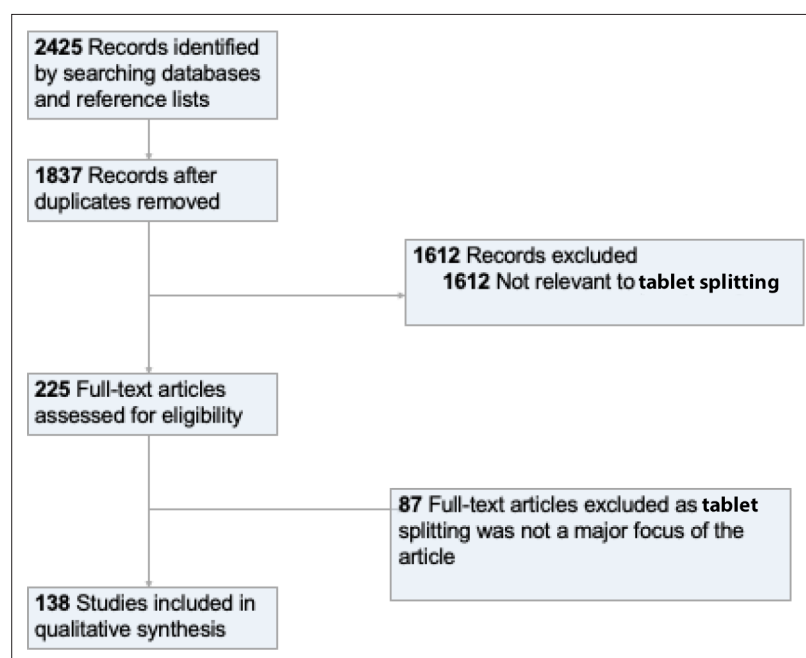 2425 Records identified
by searching databases
and reference lists
1837 Records after
duplicates removed
1612 Records excluded
1612 Not relevant to tablet splitting
225 Full-text articles
assessed for eligibility
87 Full-text articles excluded as tablet
splitting was not a major focus of the
article
138 Studies included in
qualitative synthesis